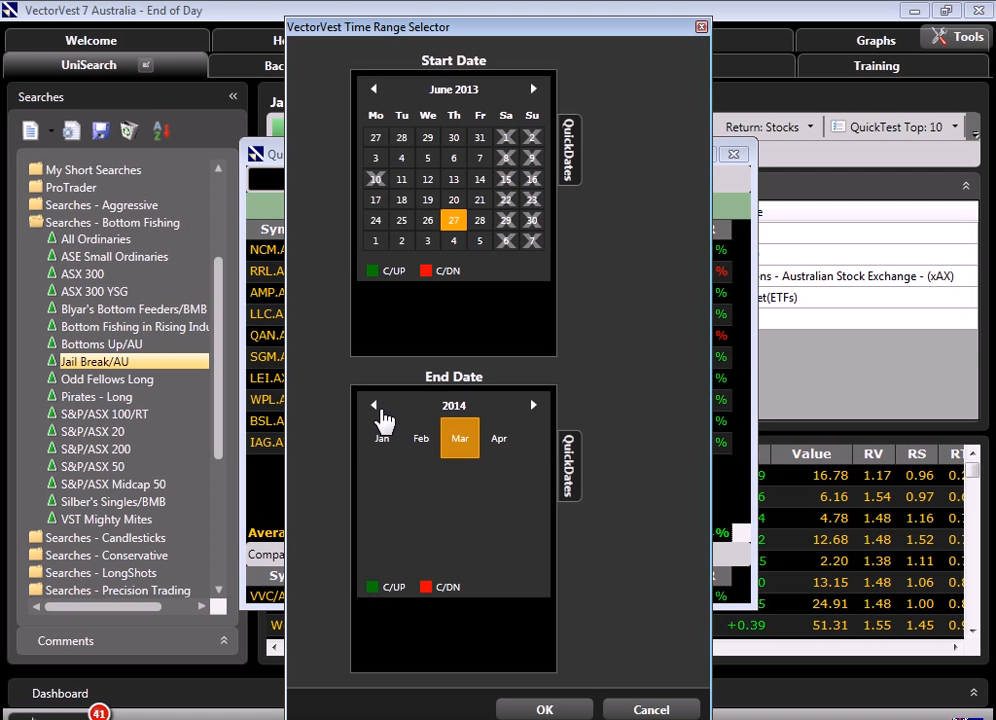 VectorVest 7 Australia - End of Day
Welcome
Graphs
Tools
UniSearch
Training
Searches
Return: Stocks
QuickTest Top: 10
My Short Searches
ProTrader
Searches - Aggressive
Searches - Bottom Fishing
All Ordinaries
ASE Small Ordinaries
ASX 300
ASX 300 YSG
Blyar's Bottom Feeders/BMB
Bottom Fishing in Rising Indu
Bottoms Up/AU
Jail Break/AU
Odd Fellows Long
Pirates - Long
S&P/ASX 100/RT
S&P/ASX 20
S&P/ASX 200
S&P/ASX 50
S&P/ASX Midcap 50
Silber's Singles/BMB
VST Mighty Mites
Searches - Candlesticks
Searches - Conservative
Searches - LongShots
Searches - Precision Trading
Comments
Dashboard
41
NCM.A
RRL.A
AMP.A
LLC.A
QAN.A
SGM.A
LEI.A
WPL.A
BSL.A
IAG.A
VVC/A
VectorVest Time Range Selector
Start Date
June 2013
Mo Tu We Th Fr Sa Su
27 28 29 30 31 1 2
3 4 5 6 7 8 9
10 11 12 13 14 15 16
17 18 19 20 21 22 23
24 25 26 27 28 29 30
1 2 3 4 5 6 7
C/UP C/DN
QuickDates
End Date
2014
Jan Feb Mar Apr
C/UP C/DN
QuickDates
OK Cancel
ns - Australian Stock Exchange - (xAX)
et(ETFs)
Value RV RS
16.78 1.17 0.96
6.16 1.54 0.97
4.78 1.48 1.16
12.68 1.48 1.52
2.20 1.38 1.11
13.15 1.48 1.06
24.91 1.55 1.00
+0.39 51.31 1.55 1.45